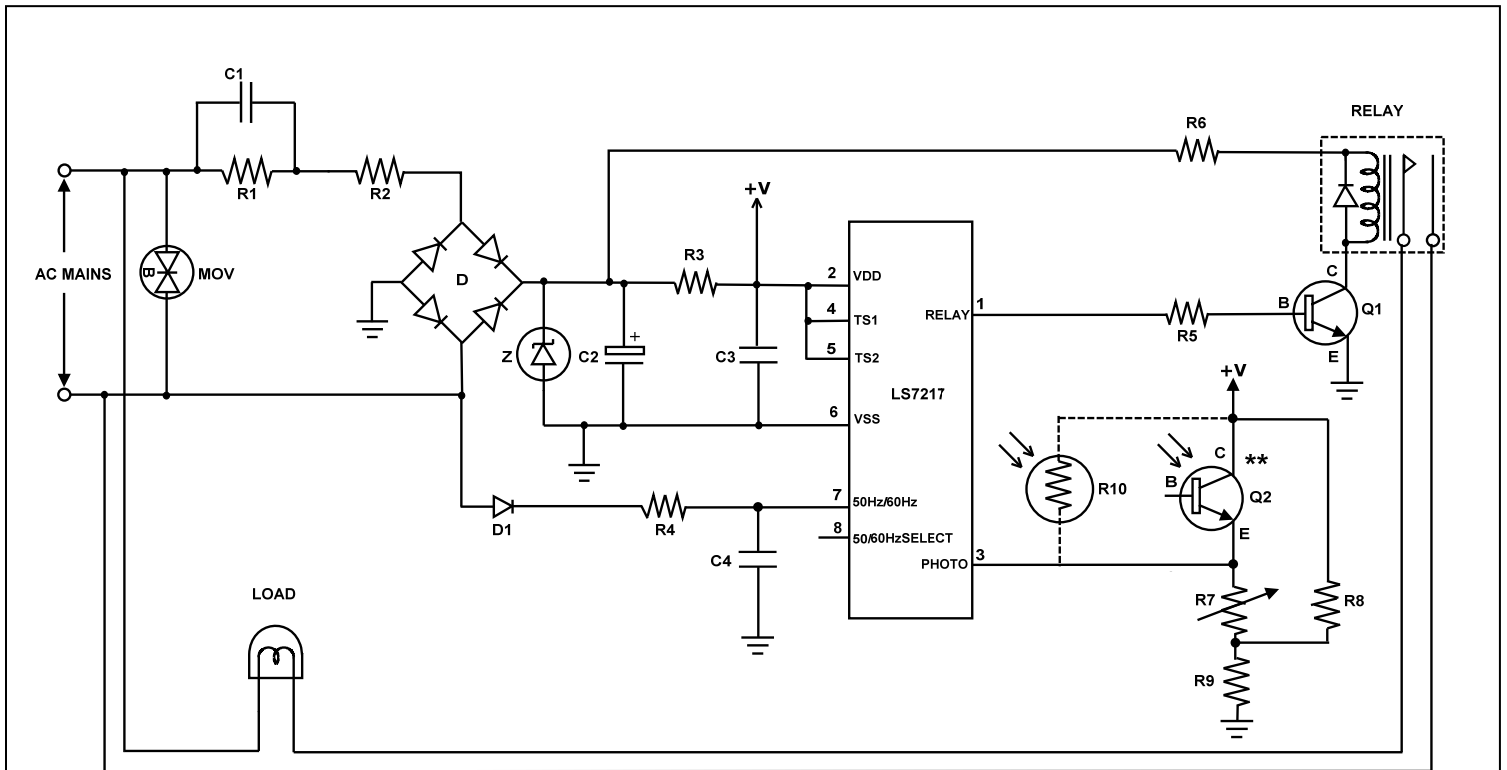 C1
RELAY
R6
R1
R2
+V
AC MAINS
MOV
B
D
R3
2
VDD
RELAY
1
C
4
TS1
B
Q1
5
TS2
R5
E
Z
C2
+
C3
LS7217
+V
6
VSS
C
**
R10
B
Q2
7
50Hz/60Hz
E
D1
R4
8
50/60HzSELECT
C4
PHOTO
3
LOAD
R7
R8
R9